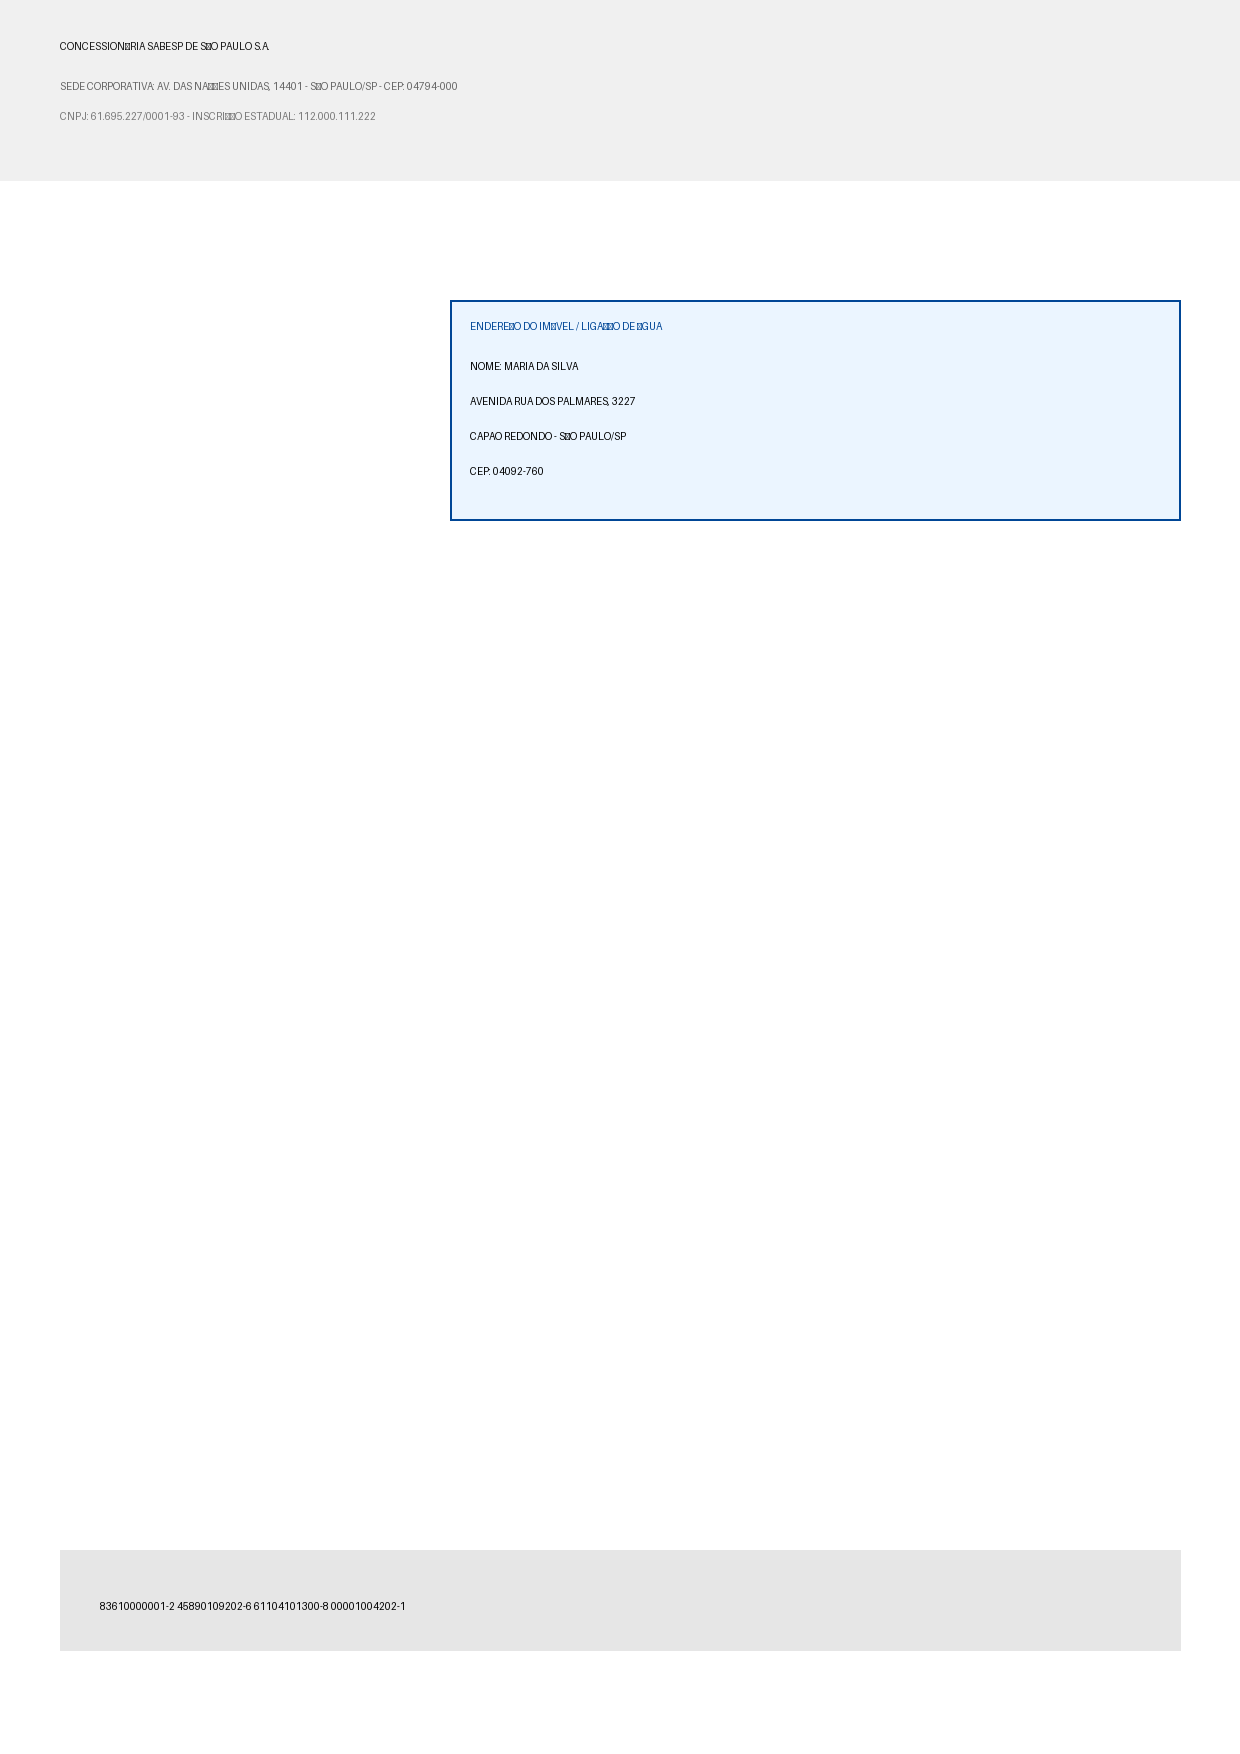 CONCESSION□RIA SABESP DE S□O PAULO S.A.
SEDE CORPORATIVA: AV. DAS NA□□ES UNIDAS, 14401 - S□O PAULO/SP - CEP: 04794-000
CNPJ: 61.695.227/0001-93 - INSCRI□□O ESTADUAL: 112.000.111.222
ENDERE□O DO IM□VEL / LIGA□□O DE □GUA
NOME: MARIA DA SILVA
AVENIDA RUA DOS PALMARES, 3227
CAPAO REDONDO - S□O PAULO/SP
CEP: 04092-760
83610000001-2 45890109202-6 61104101300-8 00001004202-1